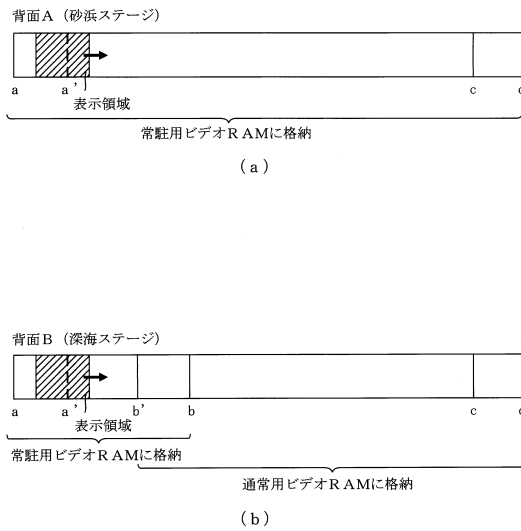 背面A（砂浜ステージ）
a a' c
表示領域
常駐用ビデオRAMに格納
（a）
背面B（深海ステージ）
a a' b' b c
表示領域
常駐用ビデオRAMに格納
通常用ビデオRAMに格納
（b）